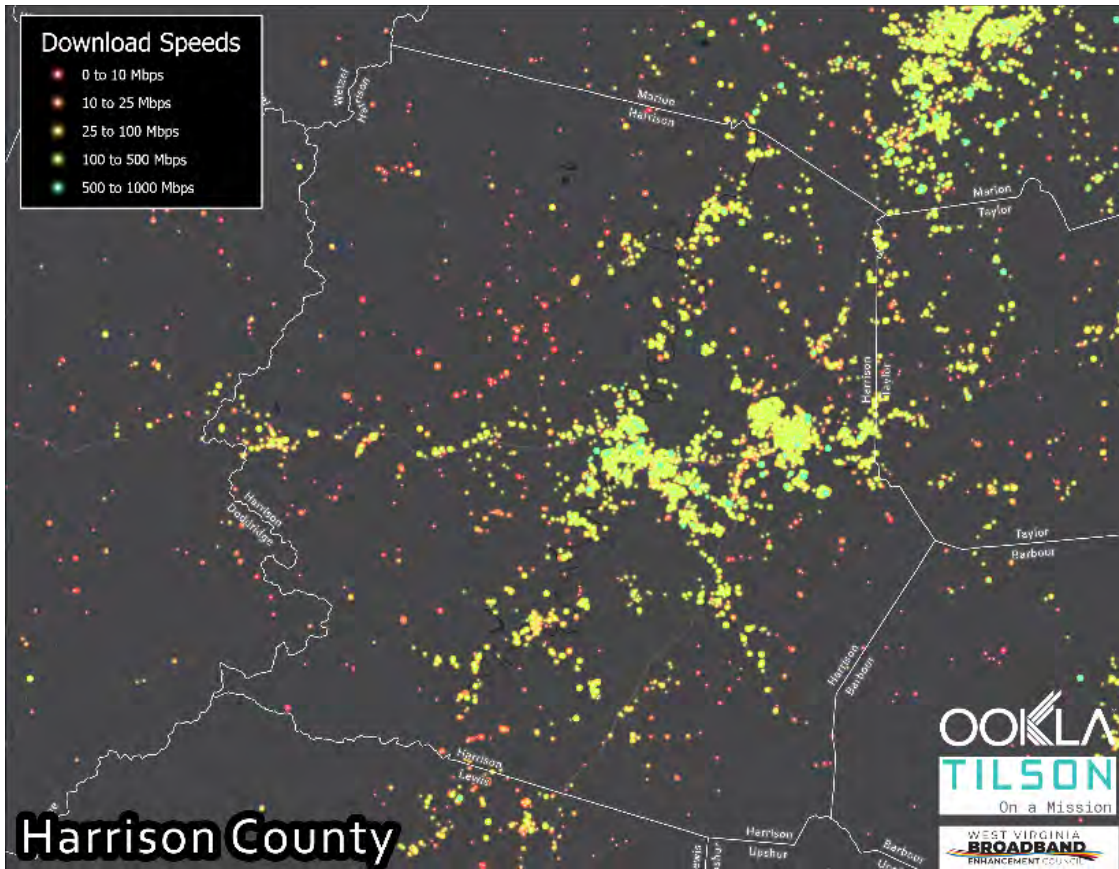 Download Speeds
0 to 10 Mbps
10 to 25 Mbps
25 to 100 Mbps
100 to 500 Mbps
500 to 1000 Mbps
Wetzel
Harrison
Marion
Harrison
Marion
Taylor
Harrison
Taylor
Harrison
Doddridge
Taylor
Barbour
Harrison
Barbour
Harrison
Lewis
Harrison
Upshur
Lewis
Barbour
OOKLA
TILSON
On a Mission
WEST VIRGINIA
BROADBAND
ENHANCEMENT COUNCIL
Harrison County